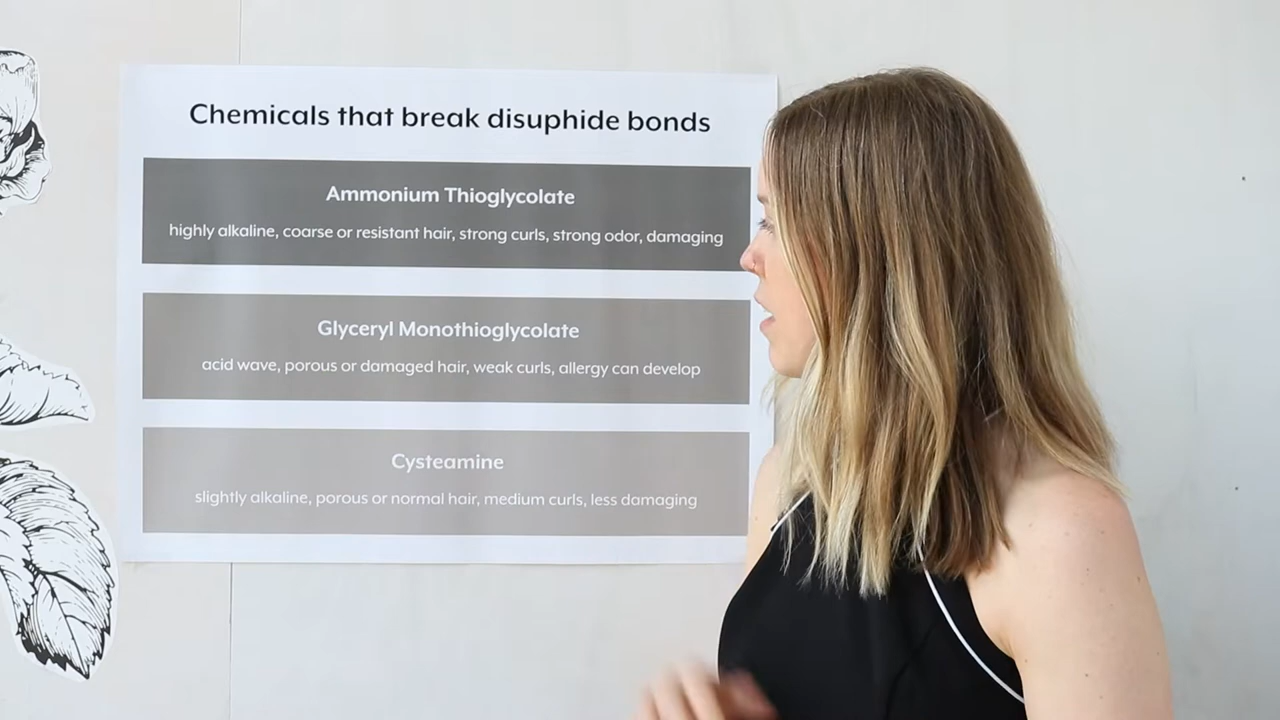 Chemicals that break disuphide bonds
Ammonium Thioglycolate
highly alkaline, coarse or resistant hair, strong curls, strong odor, damaging
Glyceryl Monothioglycolate
acid wave, porous or damaged hair, weak curls, allergy can develop
Cysteamine
slightly alkaline, porous or normal hair, medium curls, less damaging